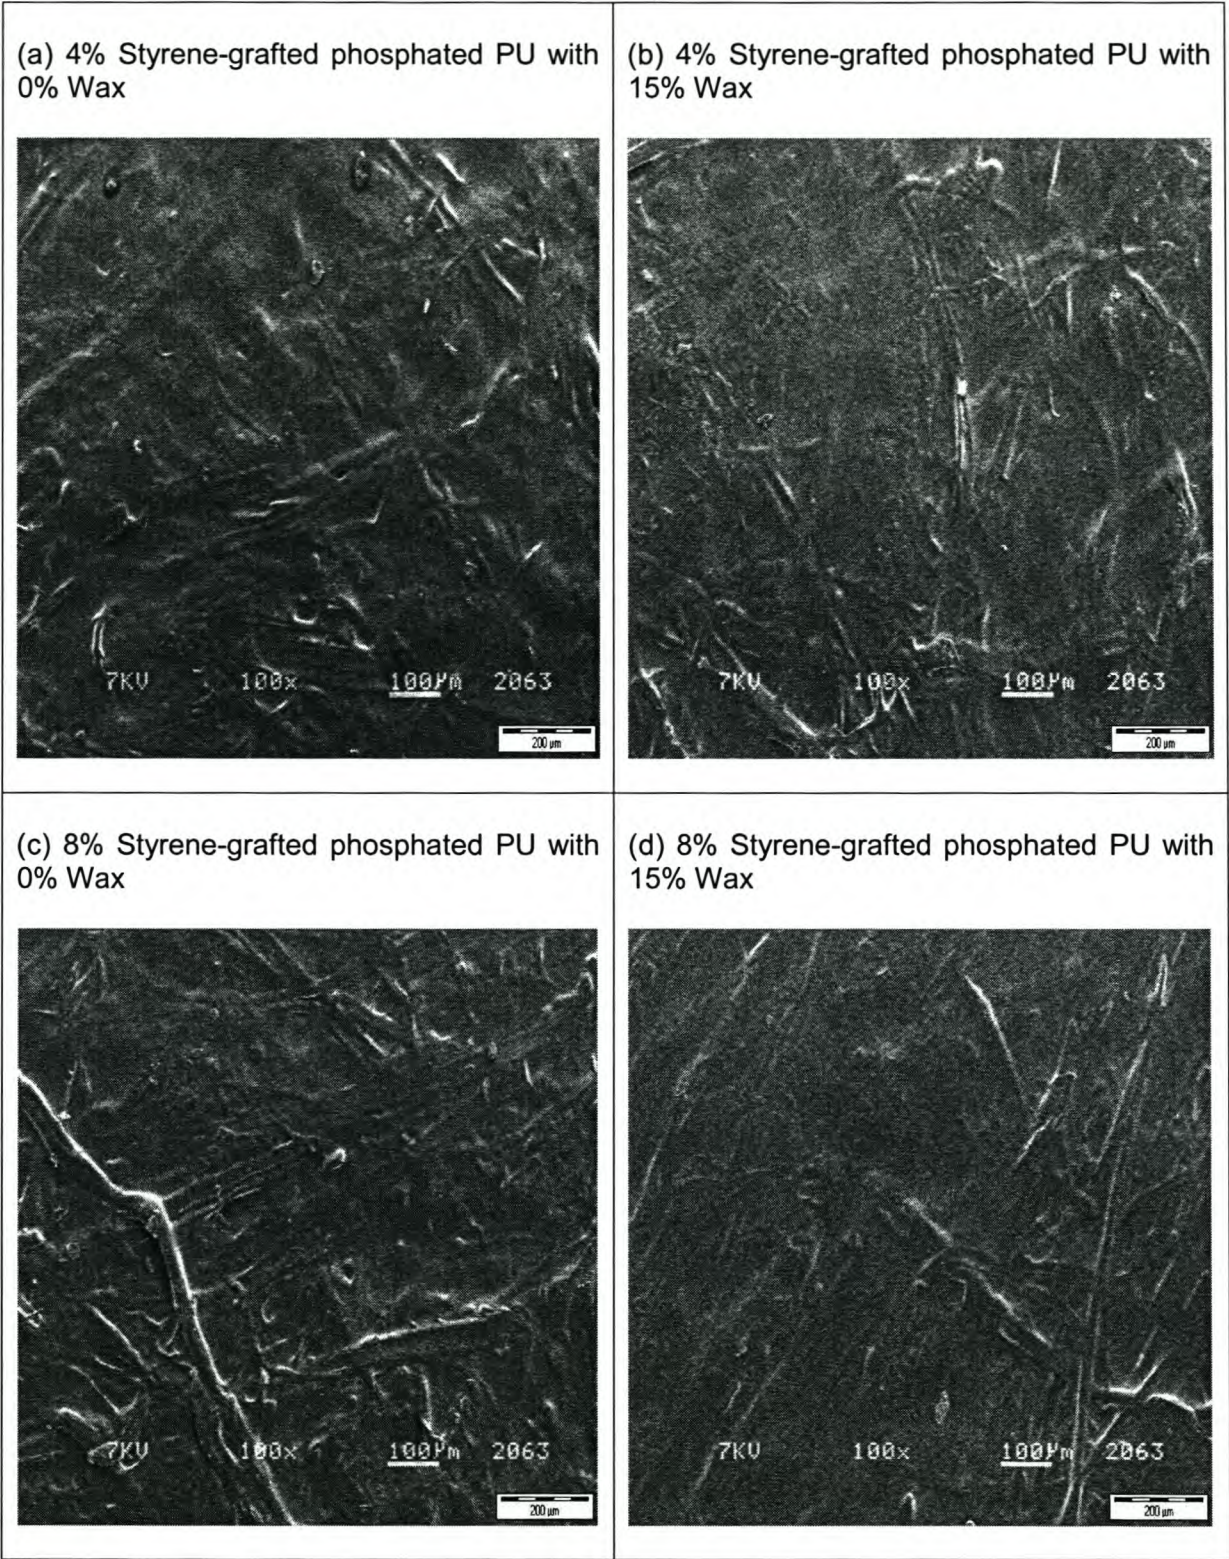 (a) 4% Styrene-grafted phosphated PU with
0% Wax
7KV 100x 100µm 2063
200 µm
(b) 4% Styrene-grafted phosphated PU with
15% Wax
7KV 100x 100µm 2063
200 µm
(c) 8% Styrene-grafted phosphated PU with
0% Wax
7KV 100x 100µm 2063
200 µm
(d) 8% Styrene-grafted phosphated PU with
15% Wax
7KV 100x 100µm 2063
200 µm